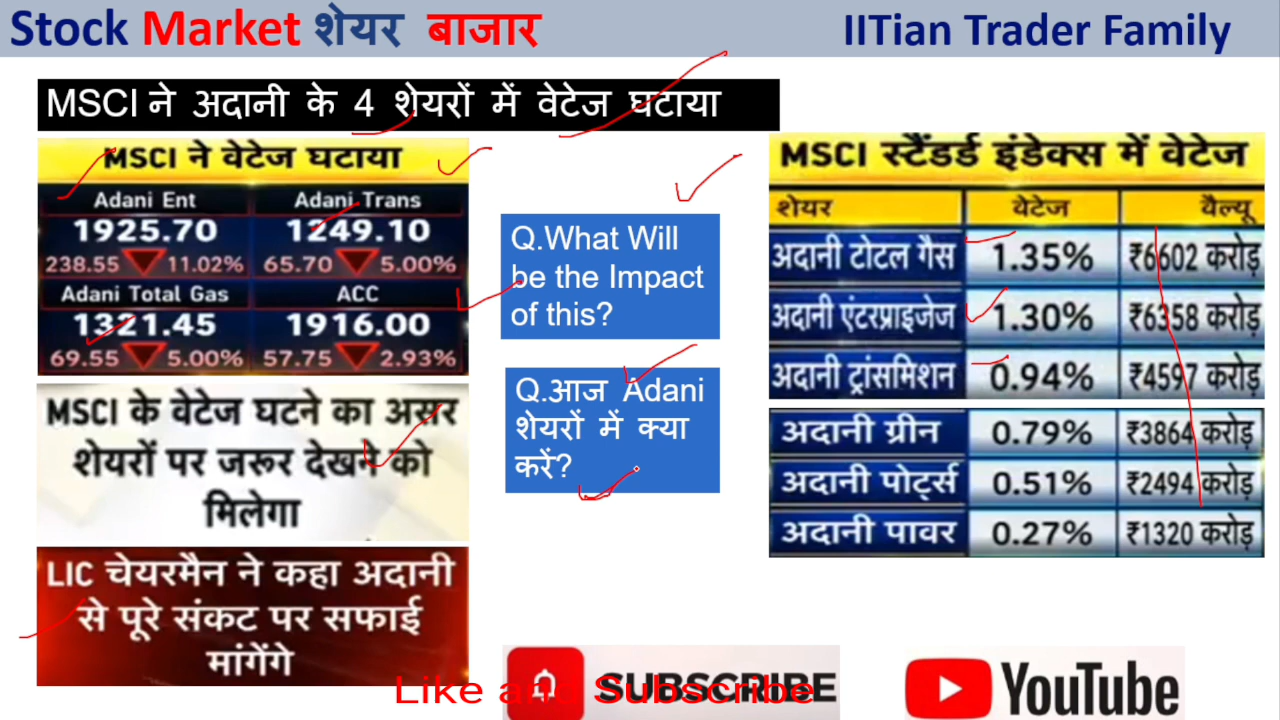 Stock Market शेयर बाजार
IITian Trader Family
MSCI ने अदानी के 4 शेयरों में वेटेज घटाया
MSCI ने वेटेज घटाया
Adani Ent
1925.70
238.55 11.02%
Adani Trans
1249.10
65.70 5.00%
Adani Total Gas
1321.45
69.55 5.00%
ACC
1916.00
57.75 2.93%
MSCI के वेटेज घटने का असर
शेयरों पर जरूर देखने को
मिलेगा
LIC चेयरमैन ने कहा अदानी
से पूरे संकट पर सफाई
मांगेंगे
Q.What Will
be the Impact
of this?
Q.आज Adani
शेयरों में क्या
करें?
MSCI स्टैंडर्ड इंडेक्स में वेटेज
शेयर वेटेज वैल्यू
अदानी टोटल गैस 1.35% ₹6602 करोड़
अदानी एंटरप्राइजेज 1.30% ₹6358 करोड़
अदानी ट्रांसमिशन 0.94% ₹4597 करोड़
अदानी ग्रीन 0.79% ₹3864 करोड़
अदानी पोर्ट्स 0.51% ₹2494 करोड़
अदानी पावर 0.27% ₹1320 करोड़
SUBSCRIBE
Like and Subscribe
YouTube